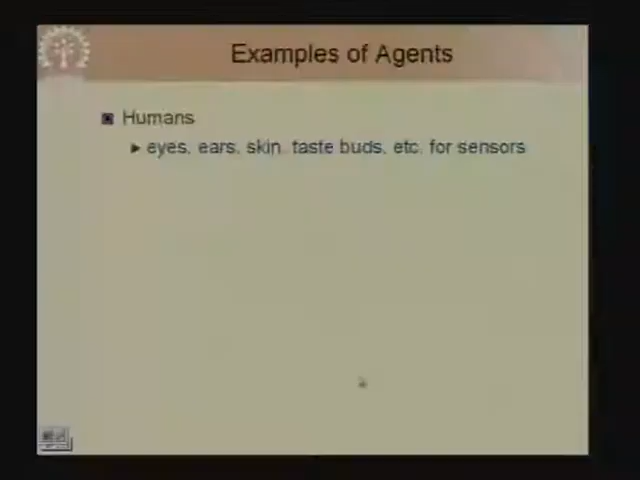 Examples of Agents
Humans
eyes, ears, skin, taste buds, etc. for sensors